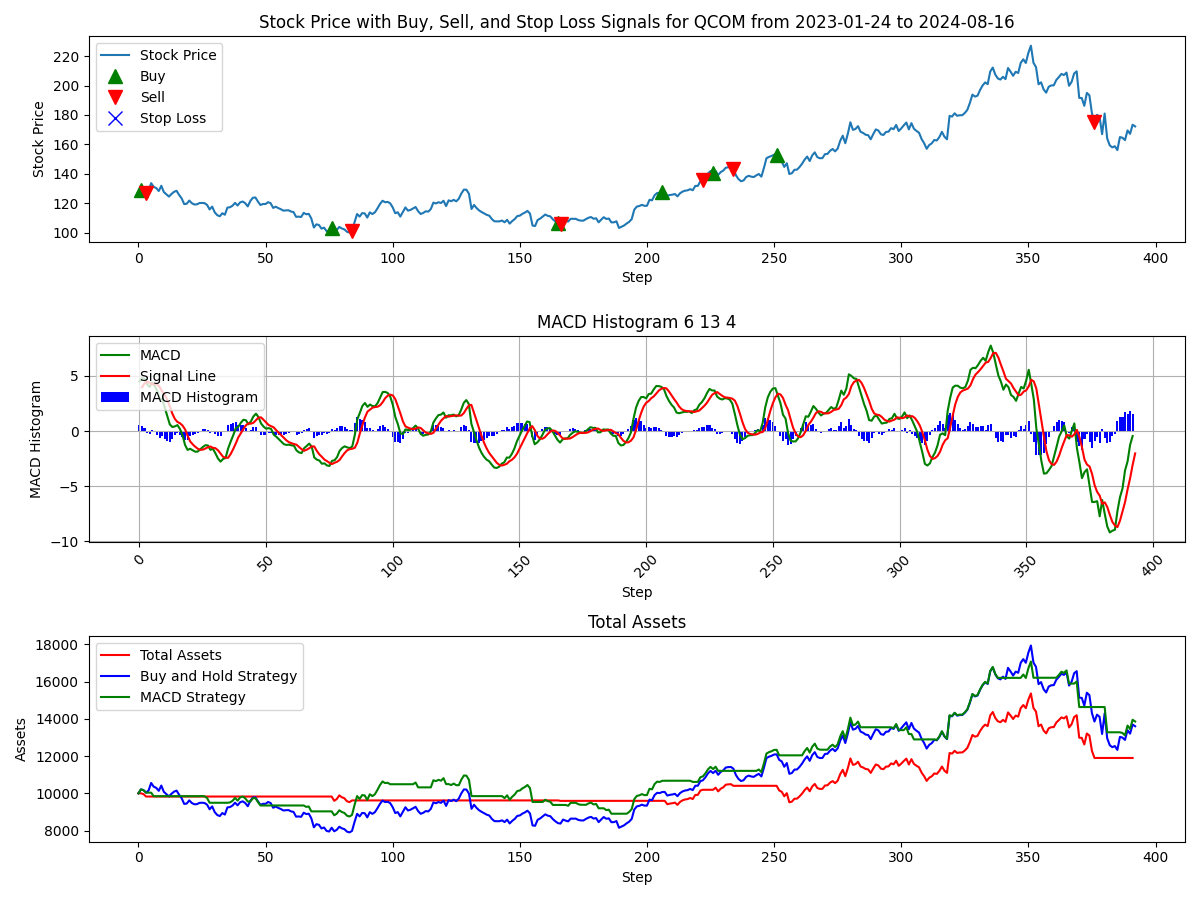 Stock Price with Buy, Sell, and Stop Loss Signals for QCOM from 2023-01-24 to 2024-08-16
Stock Price
220
200
180
160
140
120
100
Stock Price
Buy
Sell
Stop Loss
0 50 100 150 200 250 300 350 400
Step
MACD Histogram 6 13 4
MACD Histogram
5
0
−5
−10
MACD
Signal Line
MACD Histogram
0 50 100 150 200 250 300 350 400
Step
Total Assets
Assets
18000
16000
14000
12000
10000
8000
Total Assets
Buy and Hold Strategy
MACD Strategy
0 50 100 150 200 250 300 350 400
Step